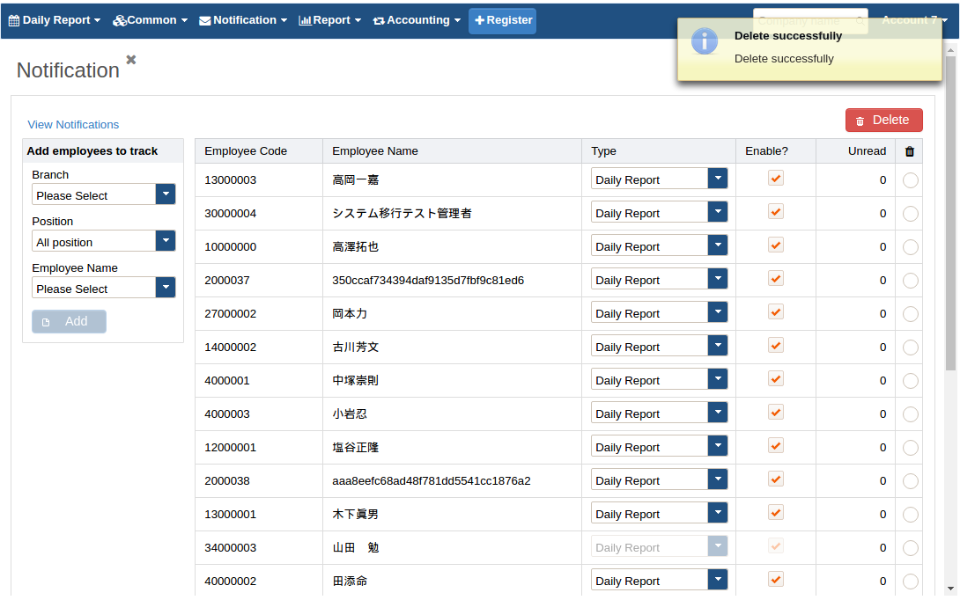 Daily Report Common Notification Report Accounting Register Account 7
Delete successfully
Delete successfully
Notification
View Notifications
Delete
Add employees to track
Branch
Please Select
Position
All position
Employee Name
Please Select
Add
Employee Code Employee Name Type Enable? Unread
13000003 高岡一嘉 Daily Report 0
30000004 システム移行テスト管理者 Daily Report 0
10000000 高澤拓也 Daily Report 0
2000037 350ccaf734394daf9135d7fbf9c81ed6 Daily Report 0
27000002 岡本力 Daily Report 0
14000002 古川芳文 Daily Report 0
4000001 中塚崇則 Daily Report 0
4000003 小岩忍 Daily Report 0
12000001 塩谷正隆 Daily Report 0
2000038 aaa8eefc68ad48f781dd5541cc1876a2 Daily Report 0
13000001 木下眞男 Daily Report 0
34000003 山田　勉 Daily Report 0
40000002 田添命 Daily Report 0